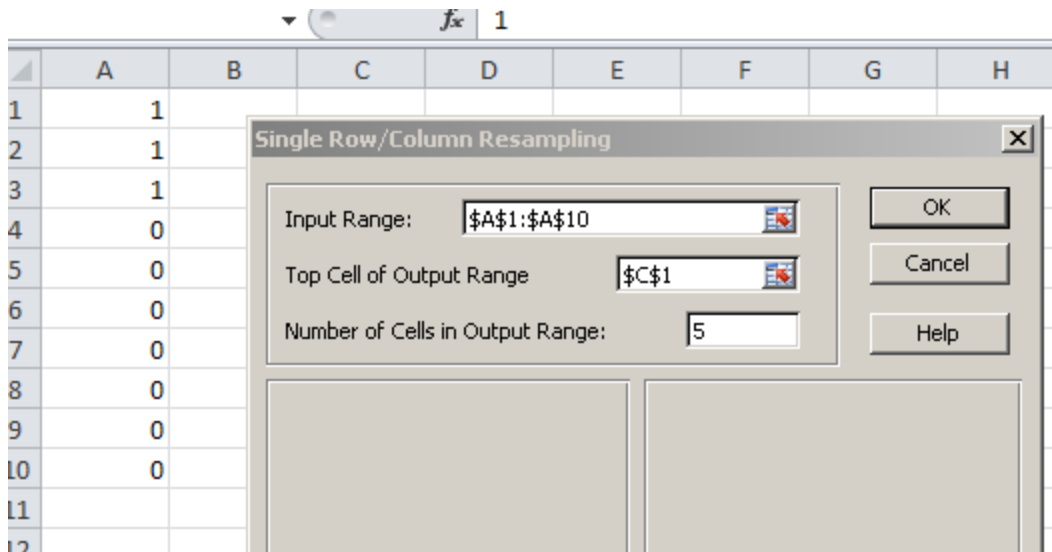 fx 1
A B C D E F G H
1 1
2 1
3 1
4 0
5 0
6 0
7 0
8 0
9 0
10 0
11
12
Single Row/Column Resampling
Input Range: $A$1:$A$10
OK
Top Cell of Output Range $C$1
Cancel
Number of Cells in Output Range: 5
Help